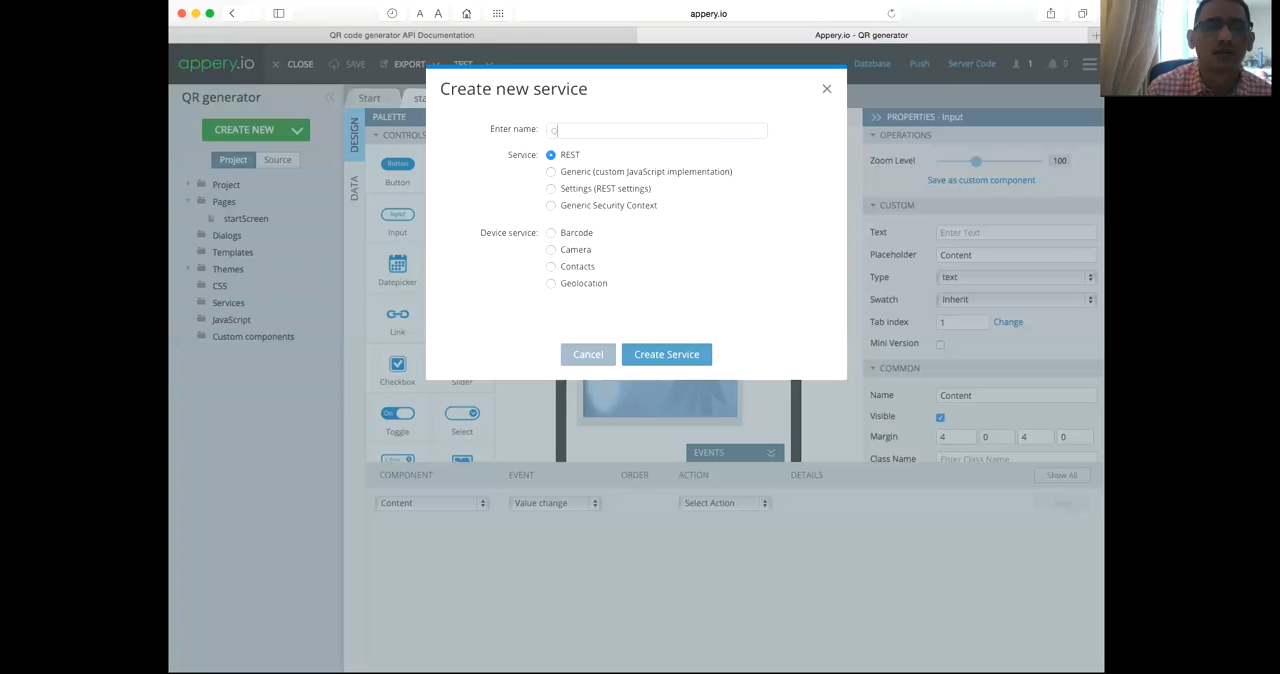 A A
appery.io
QR code generator API Documentation
Appery.io - QR generator
appery.io
CLOSE
SAVE
EXPORT
TEST
Database
Push
Server Code
1
0
QR generator
Start
CREATE NEW
Project
Source
Project
Pages
startScreen
Dialogs
Templates
Themes
CSS
Services
JavaScript
Custom components
DESIGN
DATA
PALETTE
CONTROLS
Button
Button
Input
Input
Datepicker
Link
Checkbox
Slider
On
Toggle
Select
Create new service
Enter name:
Q
Service:
REST
Generic (custom JavaScript implementation)
Settings (REST settings)
Generic Security Context
Device service:
Barcode
Camera
Contacts
Geolocation
Cancel
Create Service
PROPERTIES - Input
OPERATIONS
Zoom Level
100
Save as custom component
CUSTOM
Text
Enter Text
Placeholder
Content
Type
text
Swatch
Inherit
Tab index
1
Change
Mini Version
COMMON
Name
Content
Visible
Margin
4 0 4 0
Class Name
Enter Class Name
EVENTS
COMPONENT EVENT ORDER ACTION DETAILS
Show All
Content
Value change
Select Action